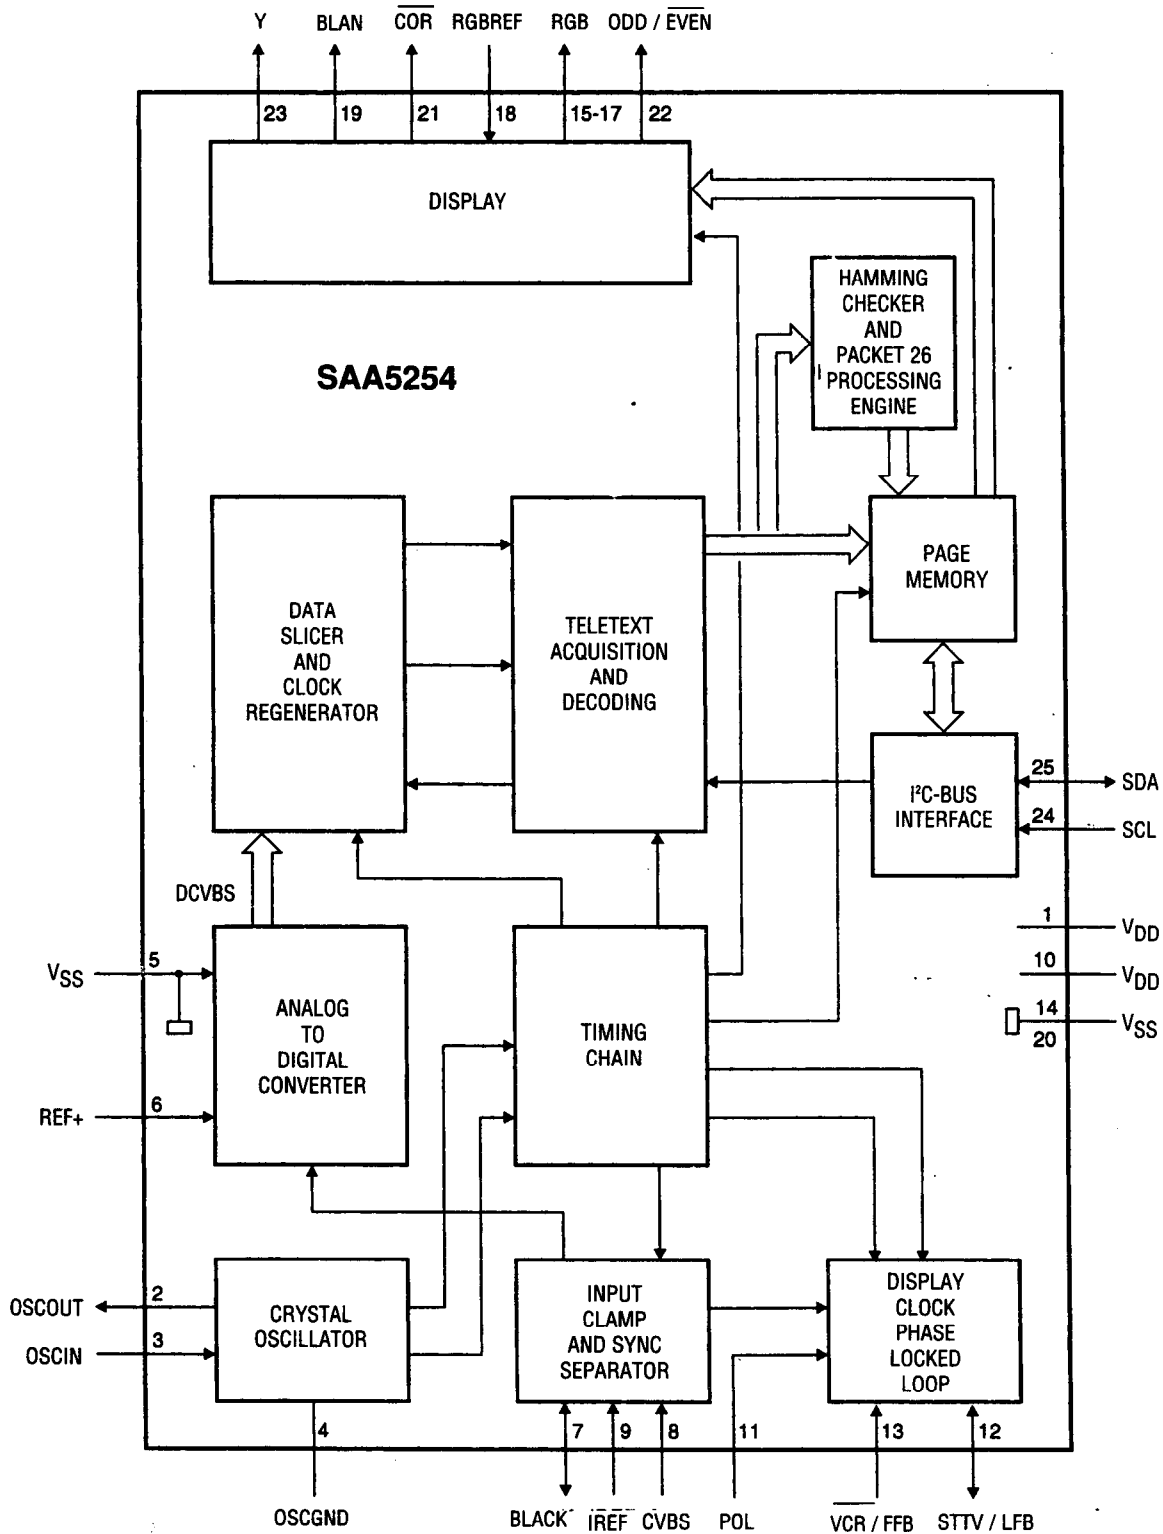 Y BLAN COR RGBREF RGB ODD / EVEN
23 19 21 18 15-17 22
DISPLAY
HAMMING
CHECKER
AND
PACKET 26
PROCESSING
ENGINE
SAA5254
DATA
SLICER
AND
CLOCK
REGENERATOR
TELETEXT
ACQUISITION
AND
DECODING
PAGE
MEMORY
I²C-BUS
INTERFACE
25 SDA
24 SCL
DCVBS
1 VDD
10 VDD
14 VSS
20
VSS 5
REF+ 6
ANALOG
TO
DIGITAL
CONVERTER
TIMING
CHAIN
OSCOUT 2
OSCIN 3
CRYSTAL
OSCILLATOR
INPUT
CLAMP
AND SYNC
SEPARATOR
DISPLAY
CLOCK
PHASE
LOCKED
LOOP
4 7 9 8 11 13 12
OSCGND BLACK IREF CVBS POL VCR / FFB STTV / LFB